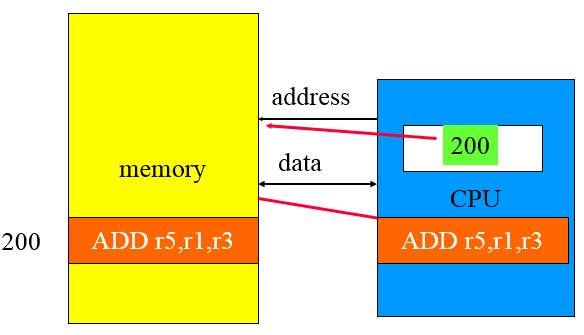 address
200
memory
data
CPU
200
ADD r5,r1,r3
ADD r5,r1,r3